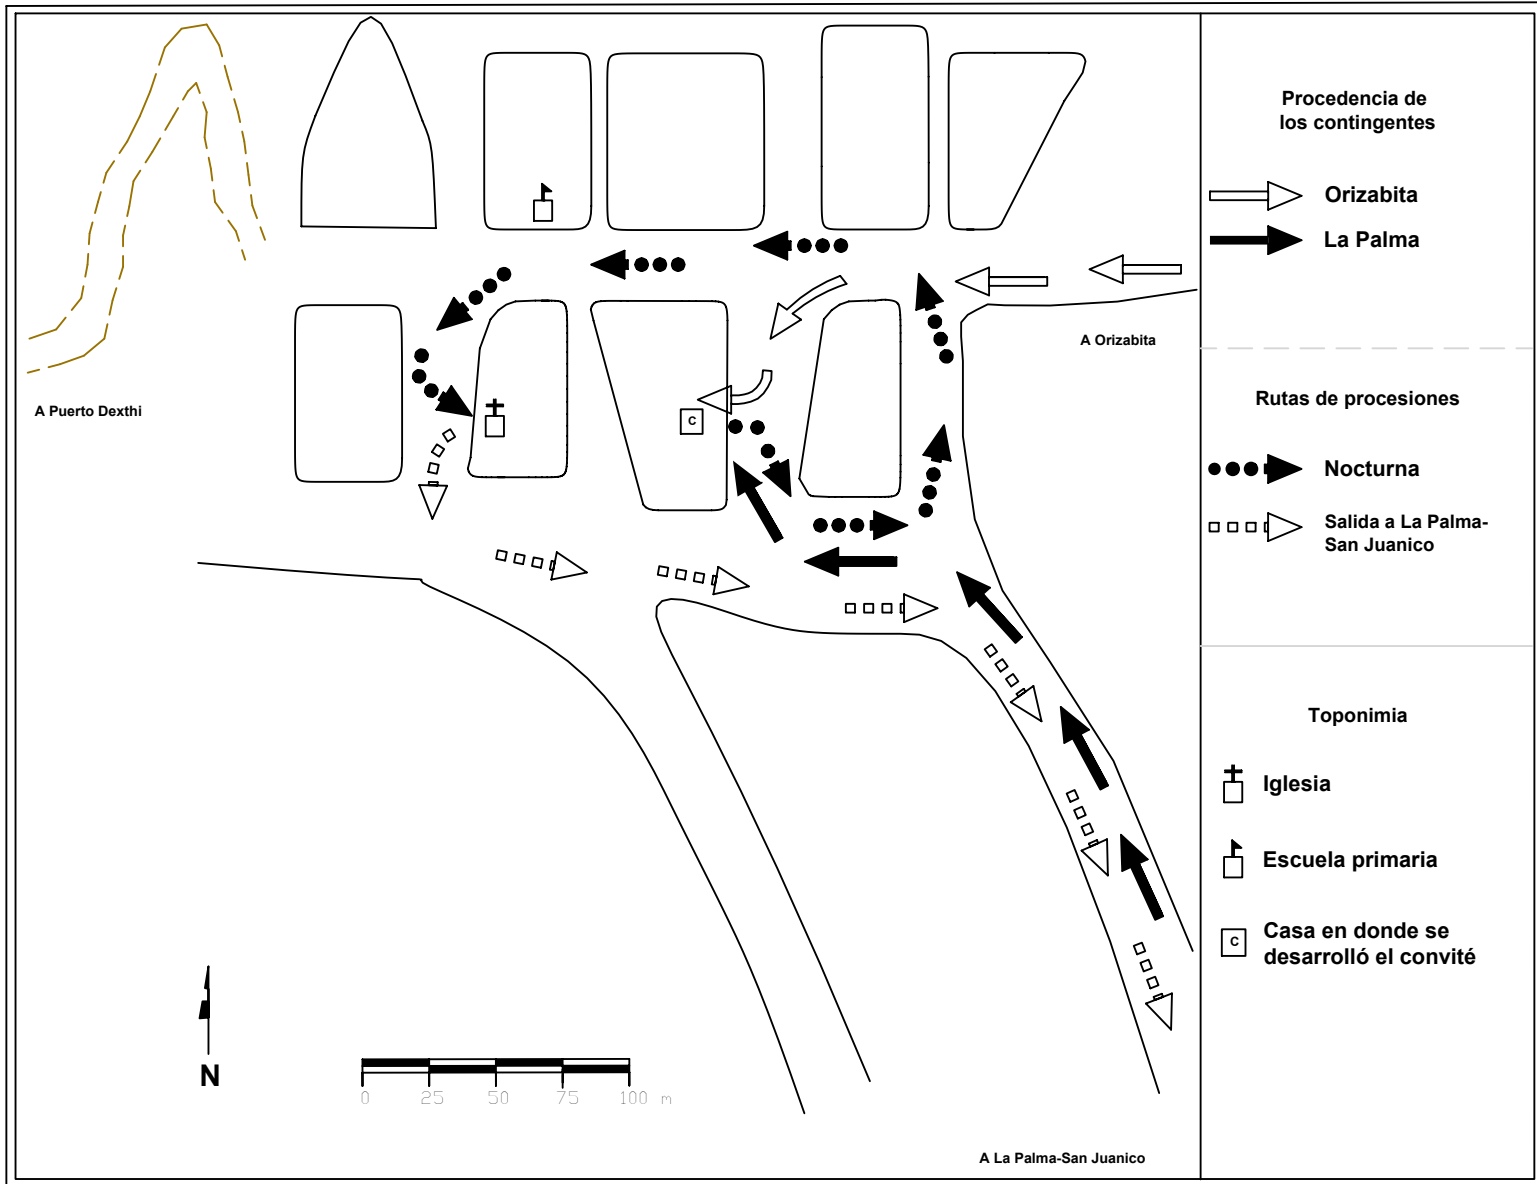 Procedencia de
los contingentes
Orizabita
La Palma
A Orizabita
Rutas de procesiones
A Puerto Dexthi
C
Nocturna
Salida a La Palma-
San Juanico
Toponimia
Iglesia
Escuela primaria
C
Casa en donde se
desarrolló el convité
N
0 25 50 75 100 m
A La Palma-San Juanico